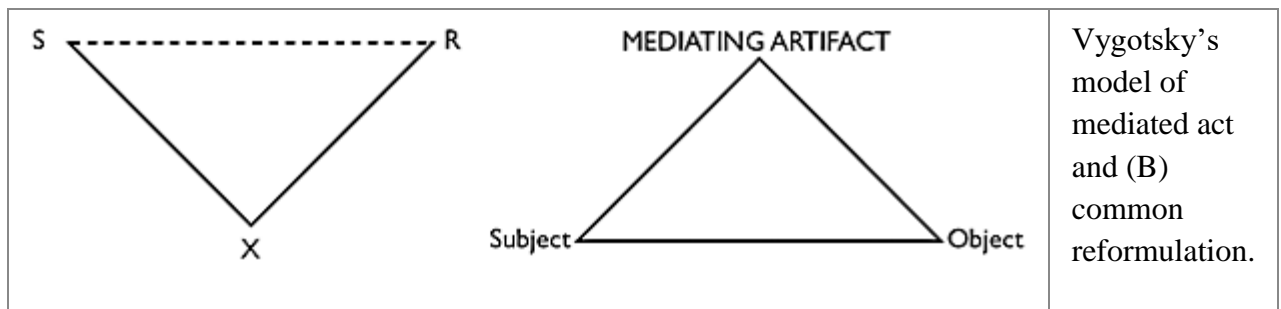 S R
X
MEDIATING ARTIFACT
Subject Object
Vygotsky's
model of
mediated act
and (B)
common
reformulation.